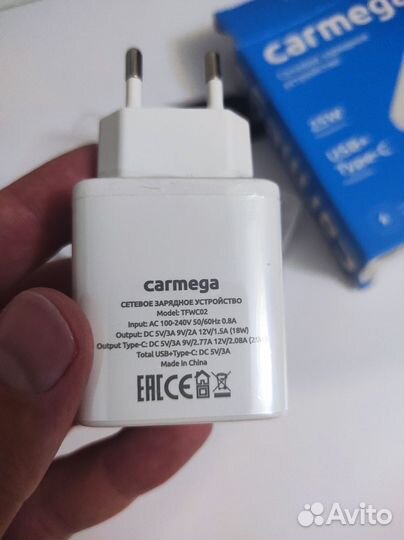 carmega
25W
USB+
Type-C
carmega
СЕТЕВОЕ ЗАРЯДНОЕ УСТРОЙСТВО
Model: TFWC02
Input: AC 100-240V 50/60Hz 0.8A
Output: DC 5V/3A 9V/2A 12V/1.5A (18W)
Output Type-C: DC 5V/3A 9V/2,77A 12V/2.08A
Total USB+Type-C: DC 5V/3A
Made in China
EAC CE
Avito